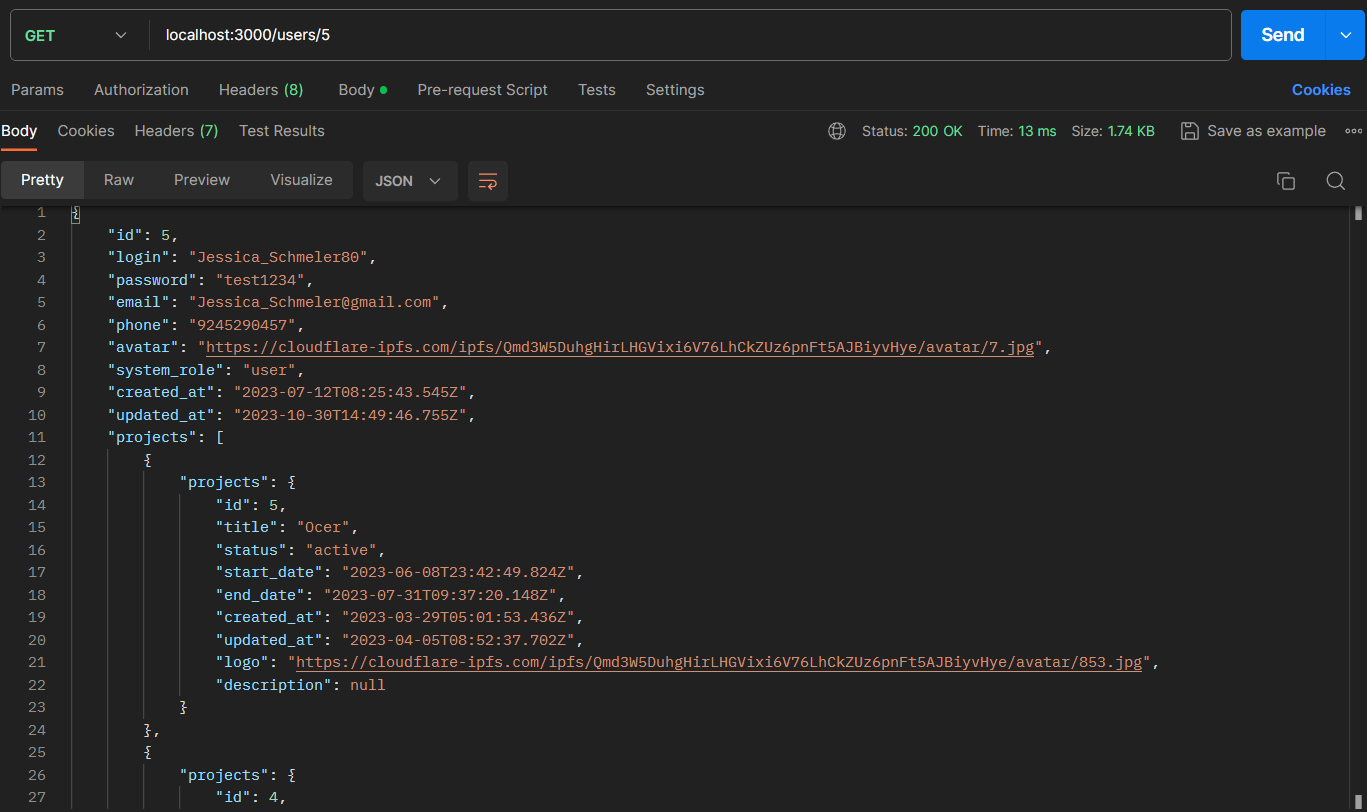 GET localhost:3000/users/5 Send
Params Authorization Headers (8) Body Pre-request Script Tests Settings Cookies
Body Cookies Headers (7) Test Results Status: 200 OK Time: 13 ms Size: 1.74 KB Save as example
Pretty Raw Preview Visualize JSON
1 {
2 "id": 5,
3 "login": "Jessica_Schmeler80",
4 "password": "test1234",
5 "email": "Jessica_Schmeler@gmail.com",
6 "phone": "9245290457",
7 "avatar": "https://cloudflare-ipfs.com/ipfs/Qmd3W5DuhgHirLHGVixi6V76LhCkZUz6pnFt5AJBiyvHye/avatar/7.jpg",
8 "system_role": "user",
9 "created_at": "2023-07-12T08:25:43.545Z",
10 "updated_at": "2023-10-30T14:49:46.755Z",
11 "projects": [
12 {
13 "projects": {
14 "id": 5,
15 "title": "Ocer",
16 "status": "active",
17 "start_date": "2023-06-08T23:42:49.824Z",
18 "end_date": "2023-07-31T09:37:20.148Z",
19 "created_at": "2023-03-29T05:01:53.436Z",
20 "updated_at": "2023-04-05T08:52:37.702Z",
21 "logo": "https://cloudflare-ipfs.com/ipfs/Qmd3W5DuhgHirLHGVixi6V76LhCkZUz6pnFt5AJBiyvHye/avatar/853.jpg",
22 "description": null
23 }
24 },
25 {
26 "projects": {
27 "id": 4,